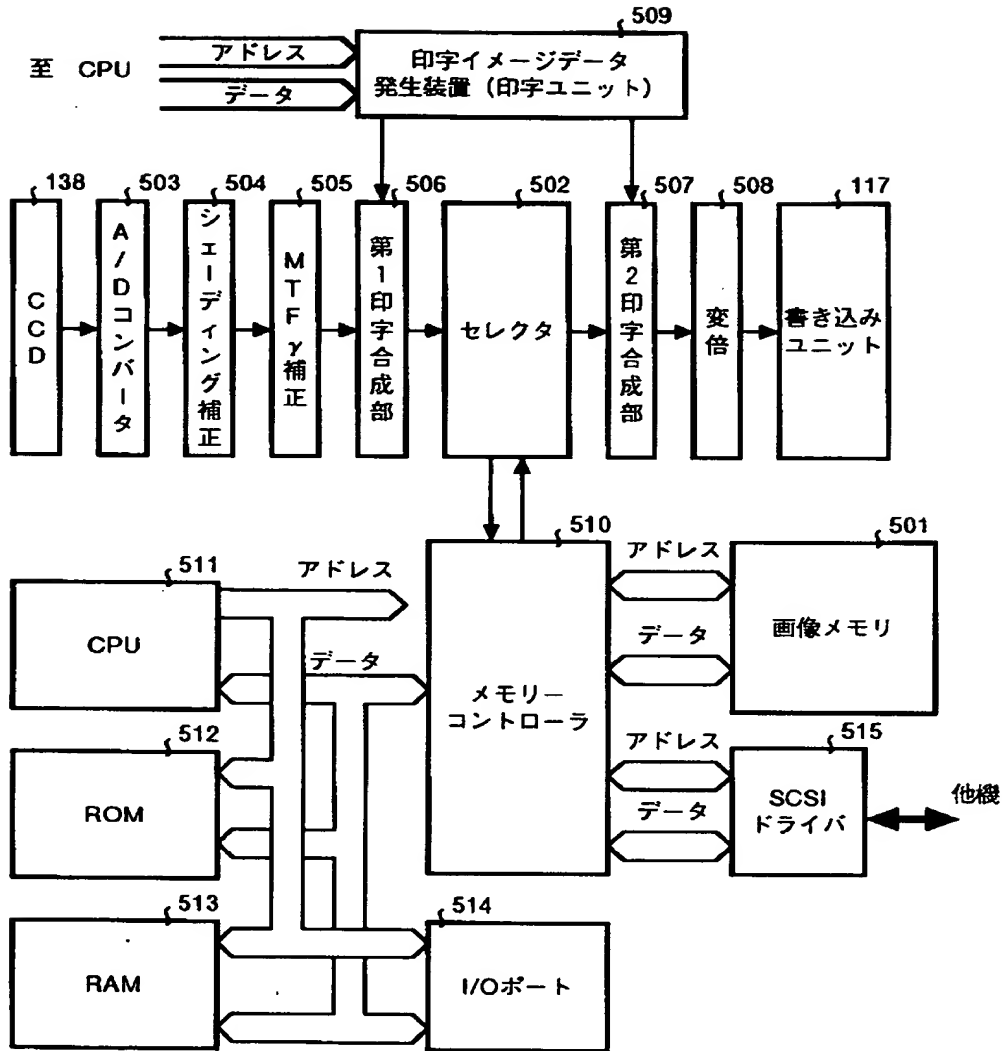 509
至 CPU
アドレス
データ
印字イメージデータ
発生装置（印字ユニット）
138
503
504
505
506
502
507
508
117
CCD
A/Dコンバータ
シェーディング補正
MTFγ補正
第1印字合成部
セレクタ
第2印字合成部
変倍
書き込み
ユニット
510
501
511
アドレス
アドレス
CPU
データ
データ
画像メモリ
メモリー
コントローラ
512
アドレス
515
ROM
データ
SCSI
ドライバ
他機
513
514
RAM
I/Oポート